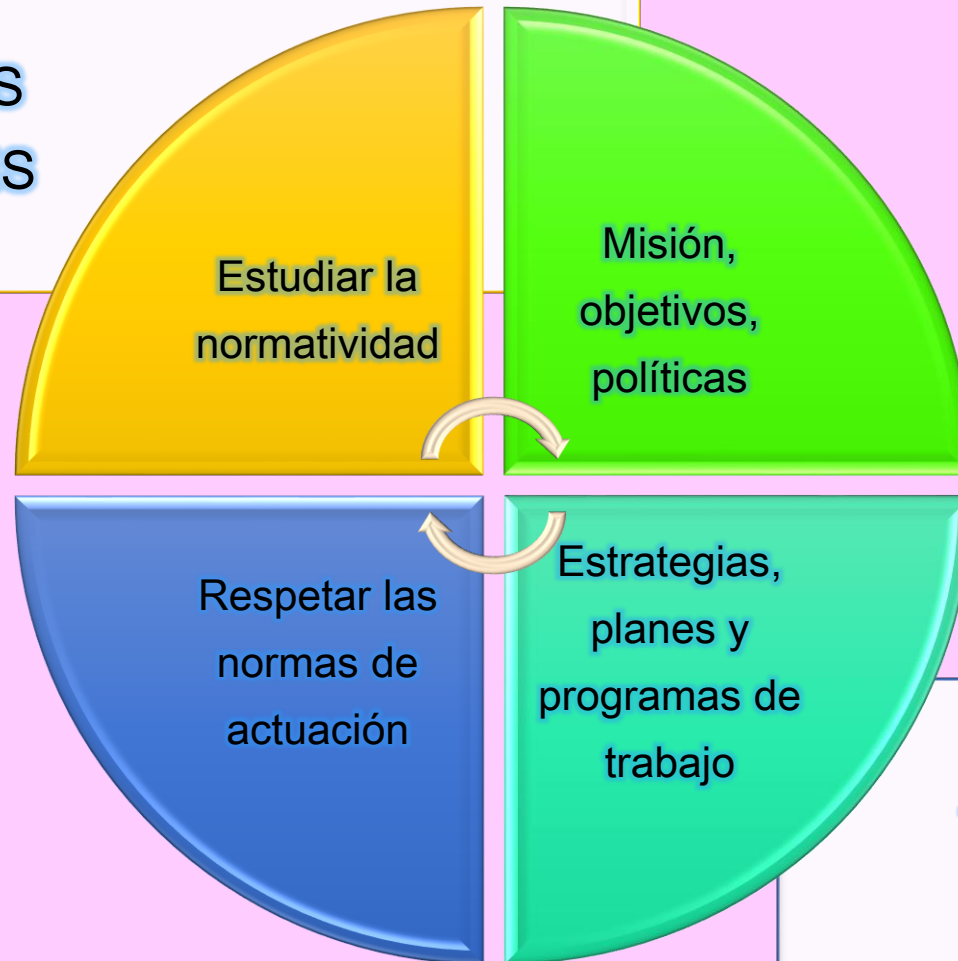 Estudiar la
normatividad
Misión,
objetivos,
políticas
Respetar las
normas de
actuación
Estrategias,
planes y
programas de
trabajo